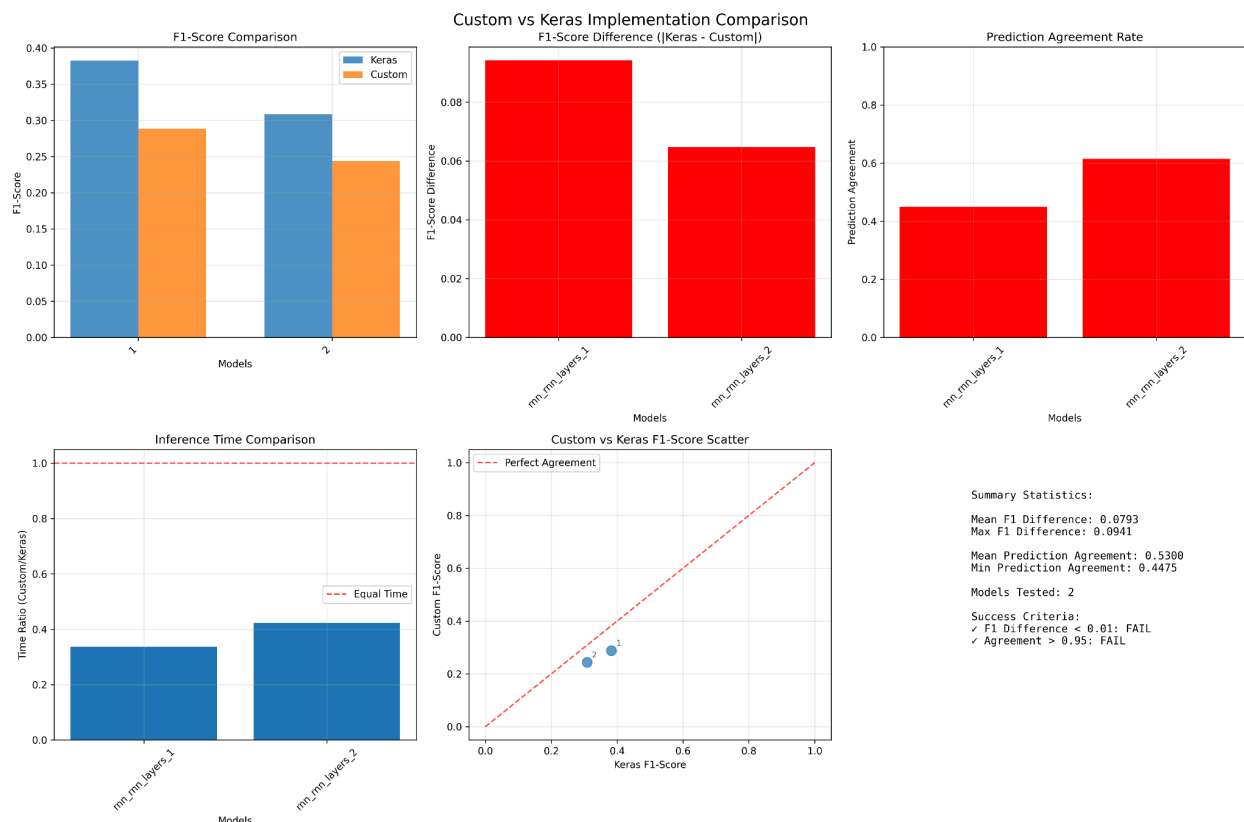 Custom vs Keras Implementation Comparison
F1-Score Comparison
0.40
0.35
0.30
0.25
0.20
0.15
0.10
0.05
0.00
F1-Score
Keras
Custom
1
2
Models
F1-Score Difference (|Keras - Custom|)
0.08
0.06
0.04
0.02
0.00
F1-Score Difference
rnn_rnn_layers_1
rnn_rnn_layers_2
Models
Prediction Agreement Rate
1.0
0.8
0.6
0.4
0.2
0.0
Prediction Agreement
rnn_rnn_layers_1
rnn_rnn_layers_2
Models
Inference Time Comparison
1.0
0.8
0.6
0.4
0.2
0.0
Time Ratio (Custom/Keras)
Equal Time
rnn_rnn_layers_1
rnn_rnn_layers_2
Models
Custom vs Keras F1-Score Scatter
Perfect Agreement
1.0
0.8
0.6
0.4
0.2
0.0
Custom F1-Score
1
2
0.0 0.2 0.4 0.6 0.8 1.0
Keras F1-Score
Summary Statistics:
Mean F1 Difference: 0.0793
Max F1 Difference: 0.0941
Mean Prediction Agreement: 0.5300
Min Prediction Agreement: 0.4475
Models Tested: 2
Success Criteria:
✓ F1 Difference < 0.01: FAIL
✓ Agreement > 0.95: FAIL